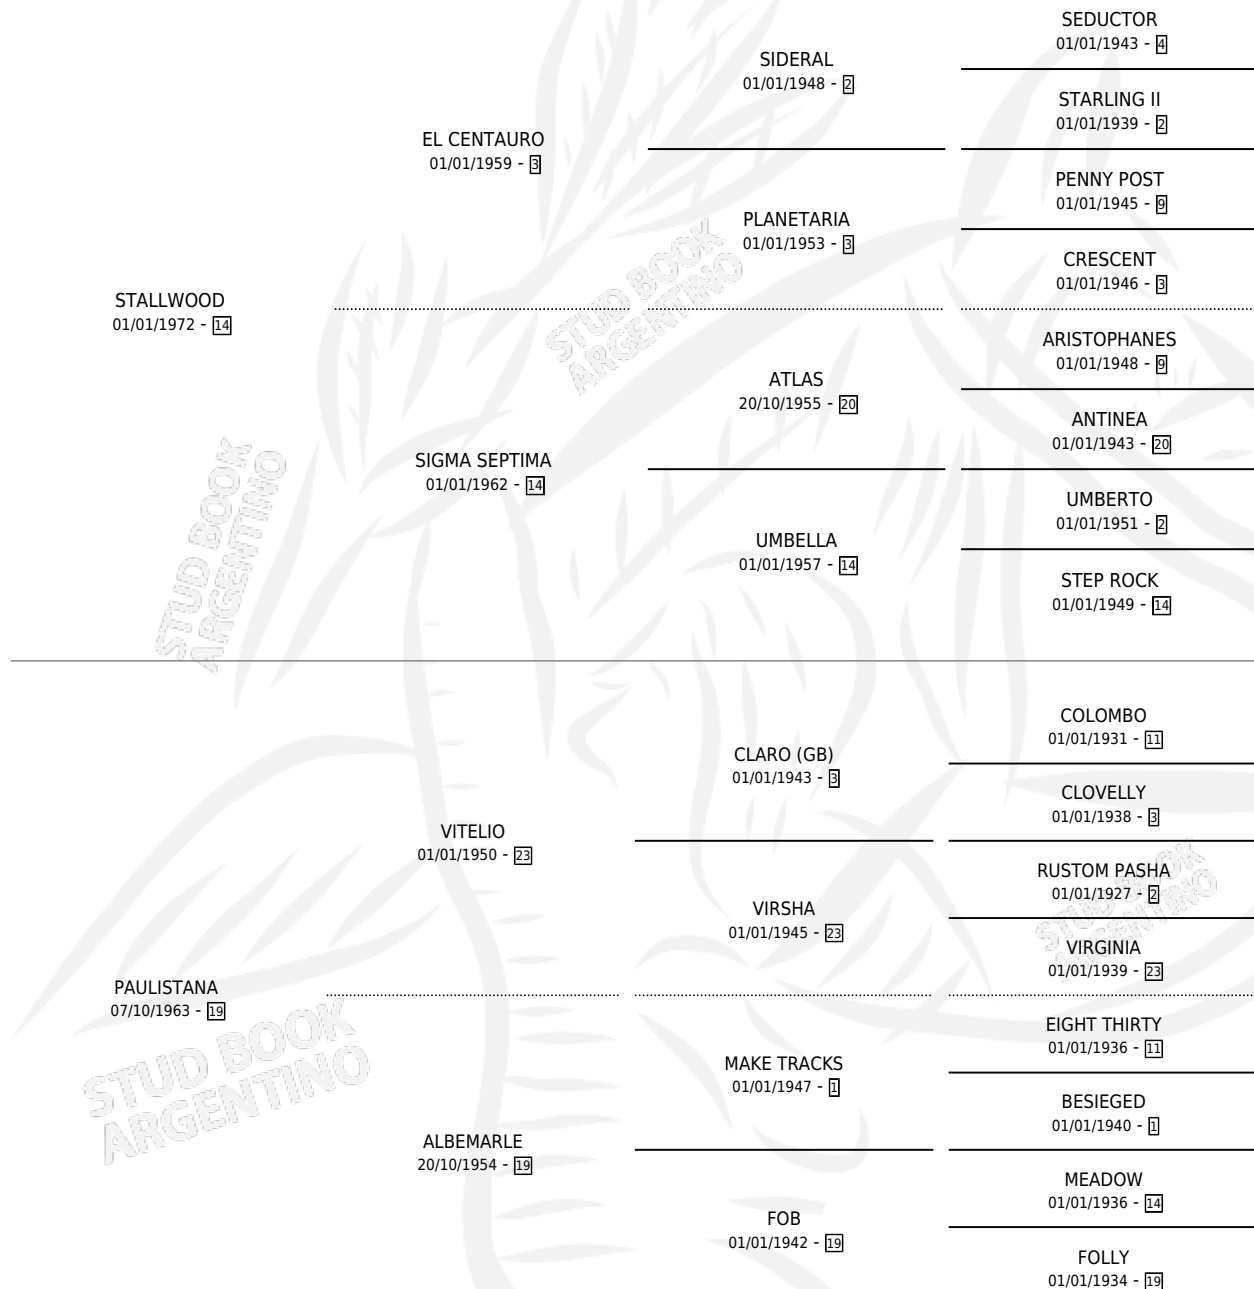 STALLWOOD
01/01/1972 - 14
EL CENTAURO
01/01/1959 - 3
SIGMA SEPTIMA
01/01/1962 - 14
SIDERAL
01/01/1948 - 2
PLANETARIA
01/01/1953 - 3
ATLAS
20/10/1955 - 20
UMBELLA
01/01/1957 - 14
SEDUCTOR
01/01/1943 - 4
STARLING II
01/01/1939 - 2
PENNY POST
01/01/1945 - 9
CRESCENT
01/01/1946 - 3
ARISTOPHANES
01/01/1948 - 9
ANTINEA
01/01/1943 - 20
UMBERTO
01/01/1951 - 2
STEP ROCK
01/01/1949 - 14
PAULISTANA
07/10/1963 - 19
VITELIO
01/01/1950 - 23
ALBEMARLE
20/10/1954 - 19
CLARO (GB)
01/01/1943 - 3
VIRSHA
01/01/1945 - 23
MAKE TRACKS
01/01/1947 - 1
FOB
01/01/1942 - 19
COLOMBO
01/01/1931 - 11
CLOVELLY
01/01/1938 - 3
RUSTOM PASHA
01/01/1927 - 2
VIRGINIA
01/01/1939 - 23
EIGHT THIRTY
01/01/1936 - 11
BESIEGED
01/01/1940 - 1
MEADOW
01/01/1936 - 14
FOLLY
01/01/1934 - 19
STUD BOOK
ARGENTINO
STUD BOOK
ARGENTINO
STUD BOOK
ARGENTINO
STUD BOOK
ARGENTINO